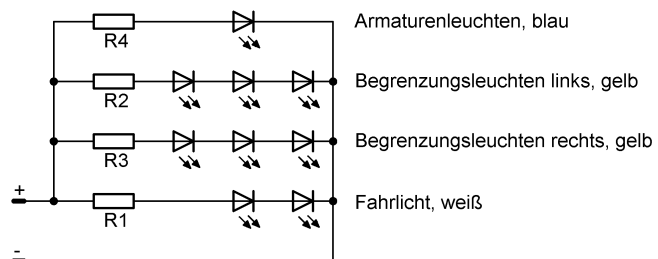 R4 Armaturenleuchten, blau
R2 Begrenzungsleuchten links, gelb
R3 Begrenzungsleuchten rechts, gelb
+ R1 Fahrlicht, weiß
-